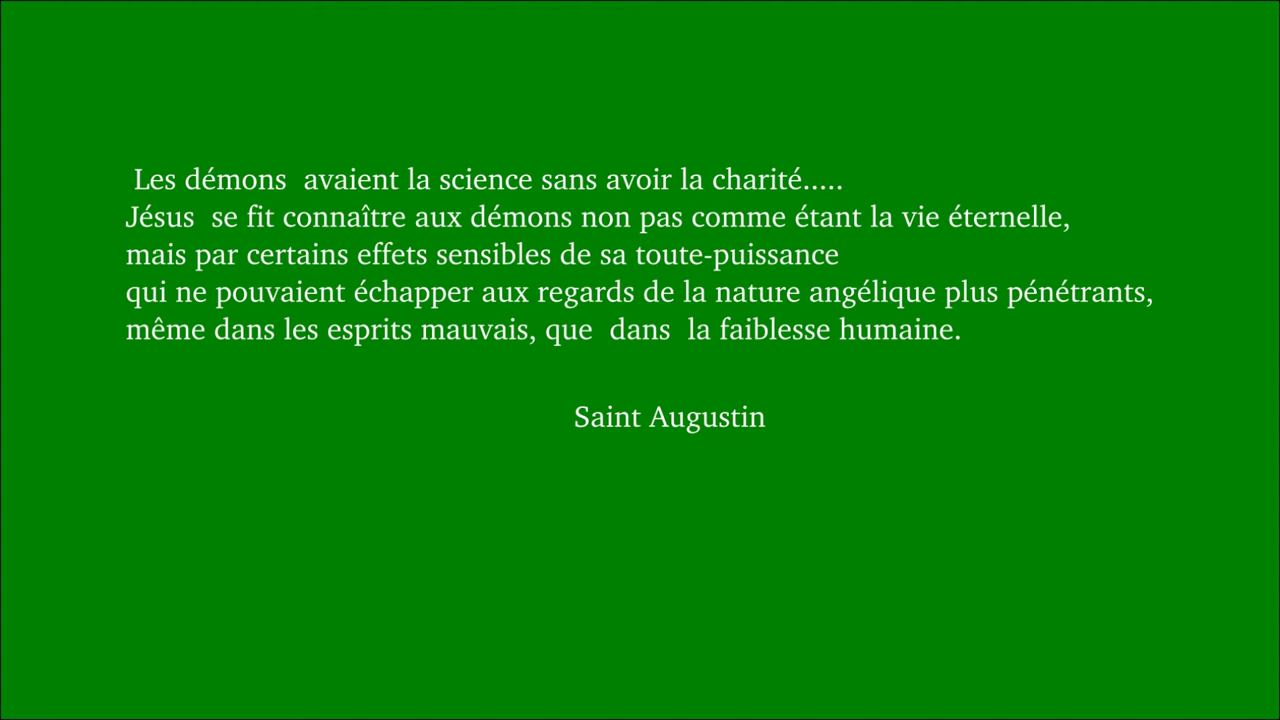 Les démons avaient la science sans avoir la charité.....
Jésus se fit connaître aux démons non pas comme étant la vie éternelle,
mais par certains effets sensibles de sa toute-puissance
qui ne pouvaient échapper aux regards de la nature angélique plus pénétrants,
même dans les esprits mauvais, que dans la faiblesse humaine.
Saint Augustin